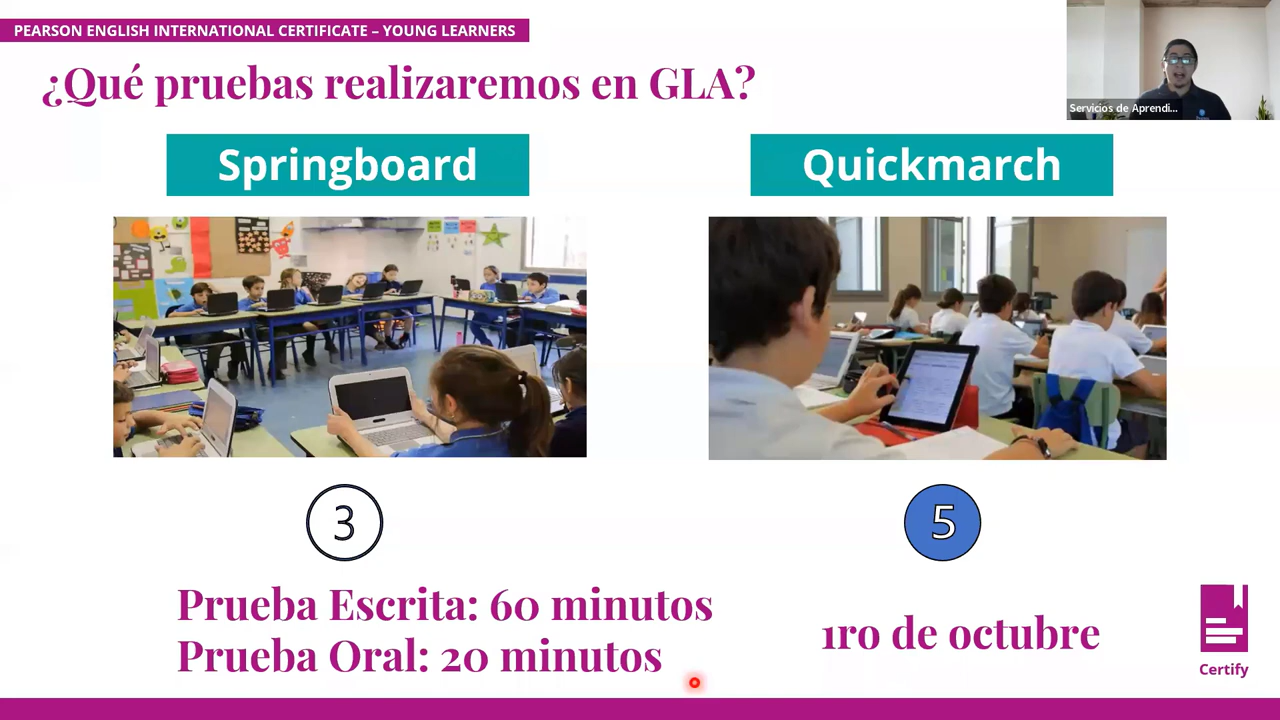 PEARSON ENGLISH INTERNATIONAL CERTIFICATE – YOUNG LEARNERS
¿Qué pruebas realizaremos en GLA?
Servicios de Aprendi...
Springboard
Quickmarch
3
5
Prueba Escrita: 60 minutos
Prueba Oral: 20 minutos
1ro de octubre
Certify